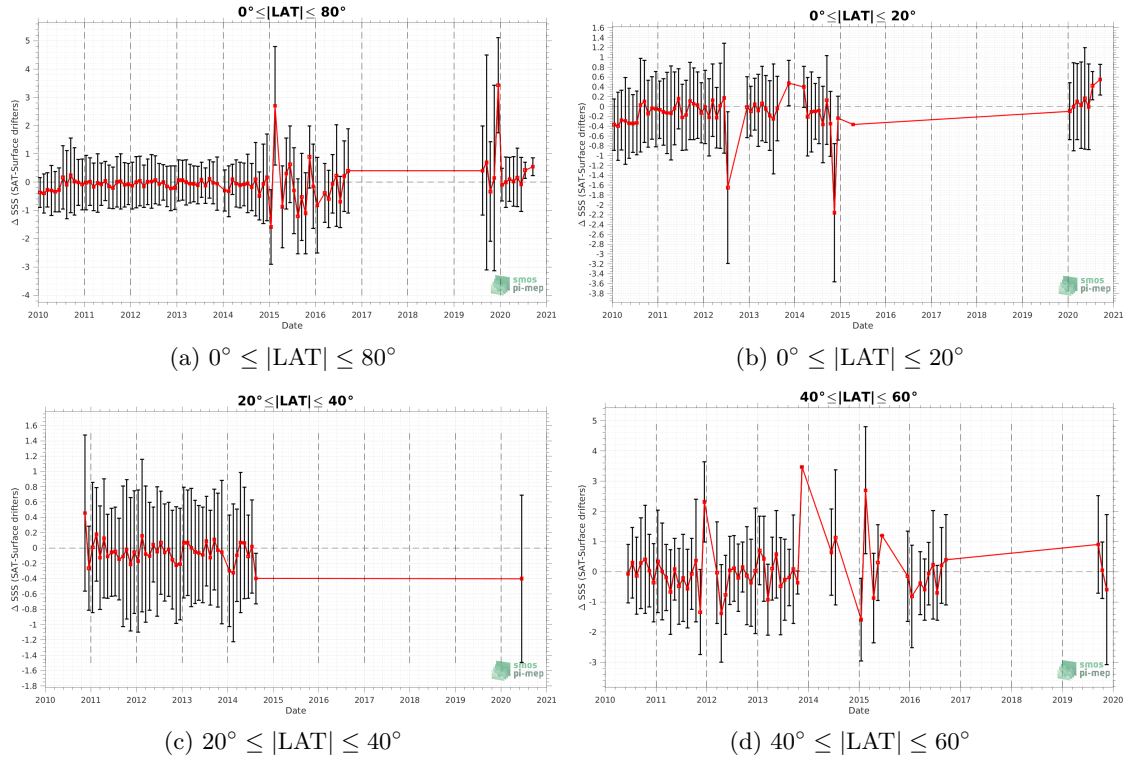 0°≤|LAT|≤ 80°
Δ SSS (SAT-Surface drifters)
5
4
3
2
1
0
-1
-2
-3
-4
2010 2011 2012 2013 2014 2015 2016 2017 2018 2019 2020 2021
Date
smos
pi-mep
(a) 0° ≤ |LAT| ≤ 80°
0°≤|LAT|≤ 20°
Δ SSS (SAT-Surface drifters)
1.6
1.4
1.2
1
0.8
0.6
0.4
0.2
0
-0.2
-0.4
-0.6
-0.8
-1
-1.2
-1.4
-1.6
-1.8
-2
-2.2
-2.4
-2.6
-2.8
-3
-3.2
-3.4
-3.6
-3.8
2010 2011 2012 2013 2014 2015 2016 2017 2018 2019 2020 2021
Date
smos
pi-mep
(b) 0° ≤ |LAT| ≤ 20°
20°≤|LAT|≤ 40°
Δ SSS (SAT-Surface drifters)
1.6
1.4
1.2
1
0.8
0.6
0.4
0.2
0
-0.2
-0.4
-0.6
-0.8
-1
-1.2
-1.4
-1.6
-1.8
2010 2011 2012 2013 2014 2015 2016 2017 2018 2019 2020 2021
Date
smos
pi-mep
(c) 20° ≤ |LAT| ≤ 40°
40°≤|LAT|≤ 60°
Δ SSS (SAT-Surface drifters)
5
4
3
2
1
0
-1
-2
-3
2010 2011 2012 2013 2014 2015 2016 2017 2018 2019 2020
Date
smos
pi-mep
(d) 40° ≤ |LAT| ≤ 60°